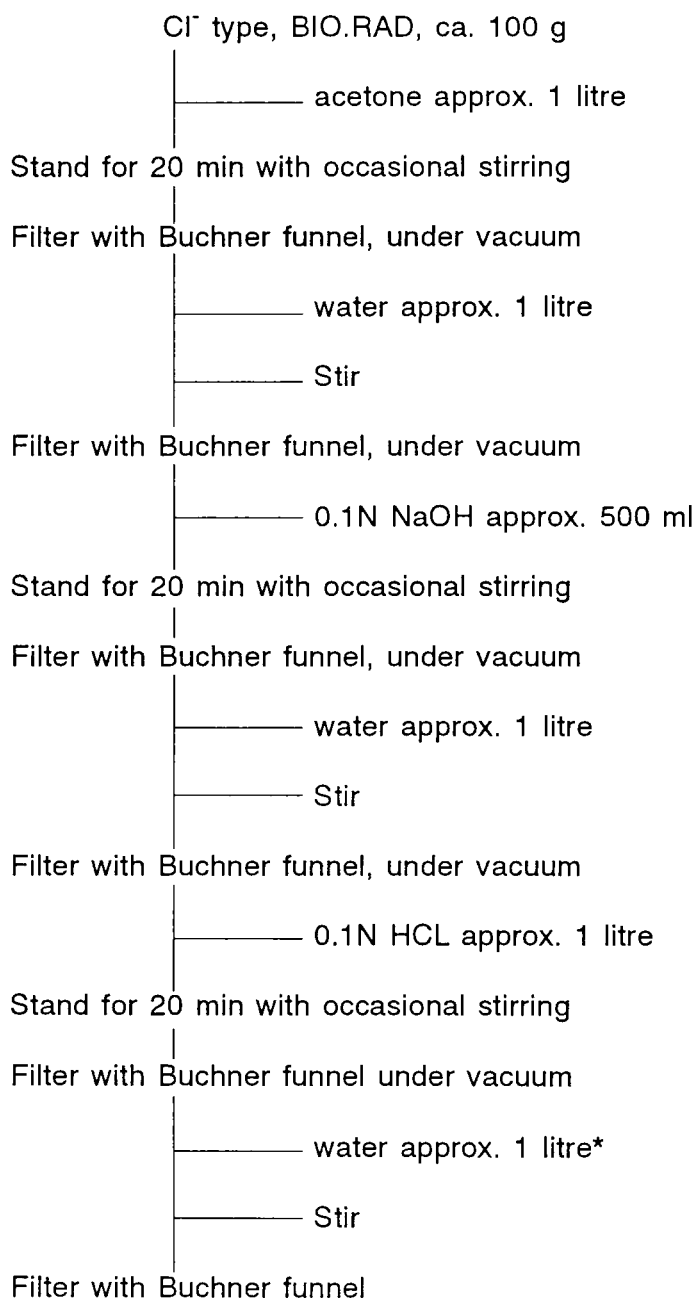 Cl⁻ type, BIO.RAD, ca. 100 g
acetone approx. 1 litre
Stand for 20 min with occasional stirring
Filter with Buchner funnel, under vacuum
water approx. 1 litre
Stir
Filter with Buchner funnel, under vacuum
0.1N NaOH approx. 500 ml
Stand for 20 min with occasional stirring
Filter with Buchner funnel, under vacuum
water approx. 1 litre
Stir
Filter with Buchner funnel, under vacuum
0.1N HCL approx. 1 litre
Stand for 20 min with occasional stirring
Filter with Buchner funnel under vacuum
water approx. 1 litre*
Stir
Filter with Buchner funnel